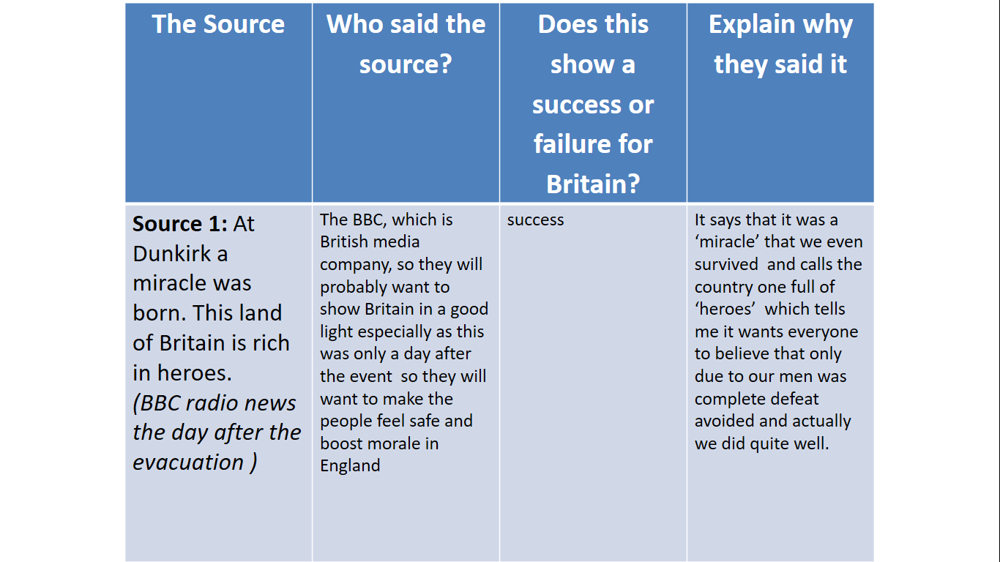 The Source
Who said the
source?
Does this
show a
success or
failure for
Britain?
Explain why
they said it
Source 1: At
Dunkirk a
miracle was
born. This land
of Britain is rich
in heroes.
(BBC radio news
the day after the
evacuation )
The BBC, which is
British media
company, so they will
probably want to
show Britain in a good
light especially as this
was only a day after
the event  so they will
want to make the
people feel safe and
boost morale in
England
success
It says that it was a
‘miracle’ that we even
survived  and calls the
country one full of
‘heroes’  which tells
me it wants everyone
to believe that only
due to our men was
complete defeat
avoided and actually
we did quite well.